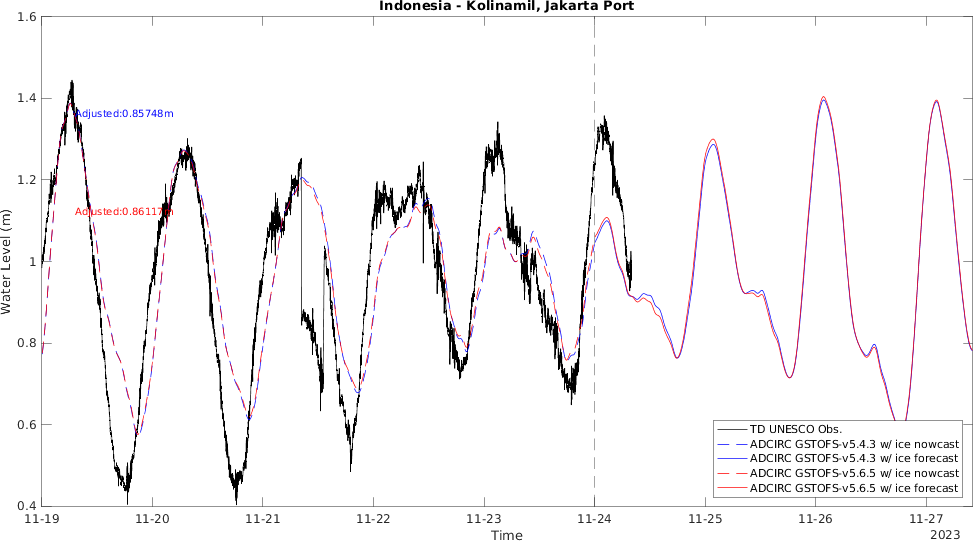 Indonesia - Kolinamil, Jakarta Port
1.6
1.4
1.2
1
0.8
0.6
0.4
Water Level (m)
Adjusted:0.85748m
Adjusted:0.86117m
TD UNESCO Obs.
ADCIRC GSTOFS-v5.4.3 w/ ice nowcast
ADCIRC GSTOFS-v5.4.3 w/ ice forecast
ADCIRC GSTOFS-v5.6.5 w/ ice nowcast
ADCIRC GSTOFS-v5.6.5 w/ ice forecast
11-19 11-20 11-21 11-22 11-23 11-24 11-25 11-26 11-27
Time
2023